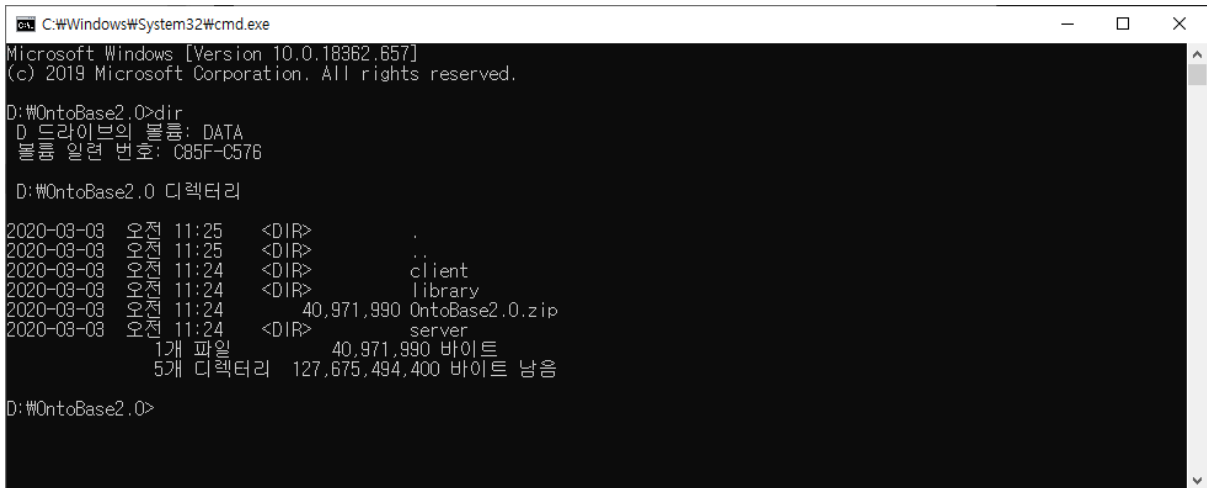 C:₩Windows₩System32₩cmd.exe
Microsoft Windows [Version 10.0.18362.657]
(c) 2019 Microsoft Corporation. All rights reserved.
D:₩OntoBase2.0>dir
D 드라이브의 볼륨: DATA
볼륨 일련 번호: C85F-C576
D:₩OntoBase2.0 디렉터리
2020-03-03 오전 11:25 <DIR> .
2020-03-03 오전 11:25 <DIR> ..
2020-03-03 오전 11:24 <DIR> client
2020-03-03 오전 11:24 <DIR> library
2020-03-03 오전 11:24 40,971,990 OntoBase2.0.zip
2020-03-03 오전 11:24 <DIR> server
1개 파일 40,971,990 바이트
5개 디렉터리 127,675,494,400 바이트 남음
D:₩OntoBase2.0>